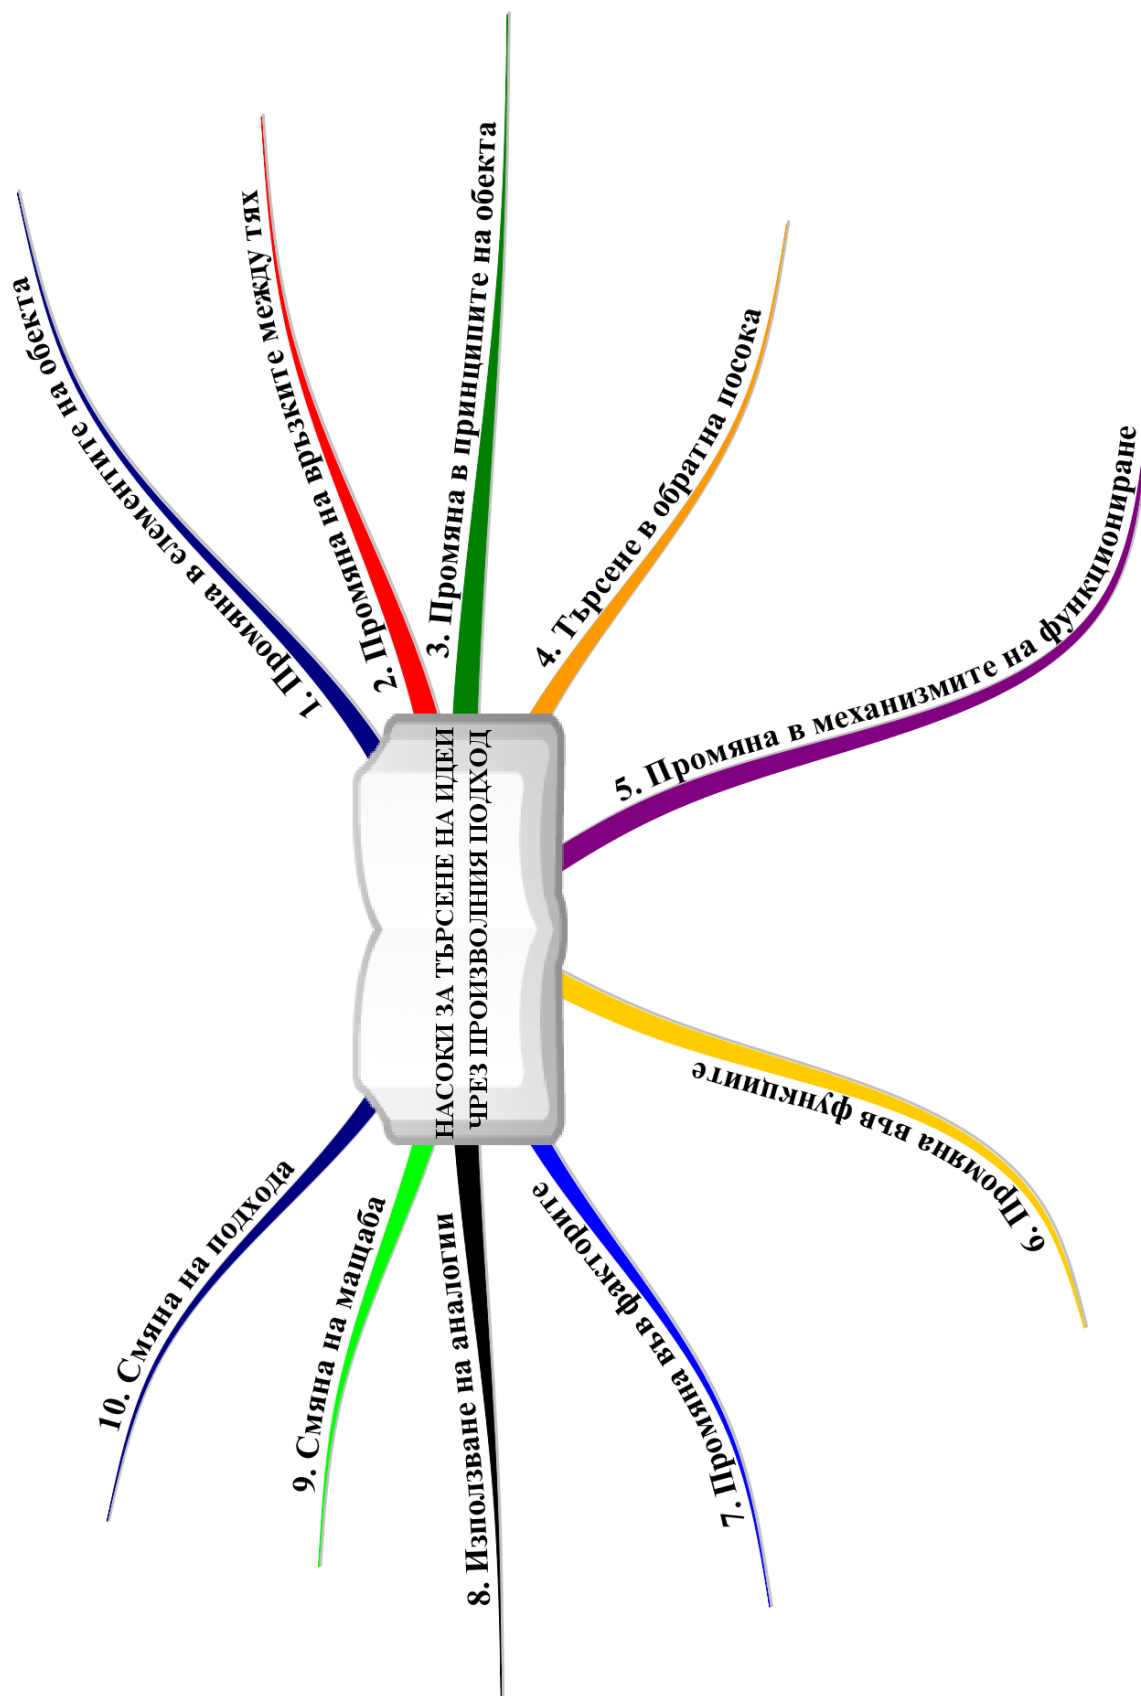 НАСОКИ ЗА ТЪРСЕНЕ НА ИДЕИ
ЧРЕЗ ПРОИЗВОЛНИЯ ПОДХОД
1. Промяна в елементите на обекта
2. Промяна на връзките между тях
3. Промяна в принципите на обекта
4. Търсене в обратна посока
5. Промяна в механизмите на функциониране
6. Промяна във функциите
7. Промяна във факторите
8. Използване на аналогии
9. Смяна на мащаба
10. Смяна на подхода